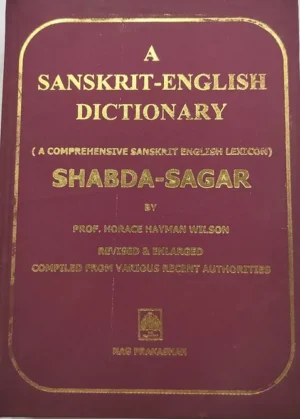 A
SANSKRIT-ENGLISH
DICTIONARY
( A COMPREHENSIVE SANSKRIT ENGLISH LEXICON)
SHABDA-SAGAR
BY
PROF. HORACE HAYMAN WILSON
REVISED & ENLARGED
COMPILED FROM VARIOUS RECENT AUTHORITIES
NAG PRAKASHAN